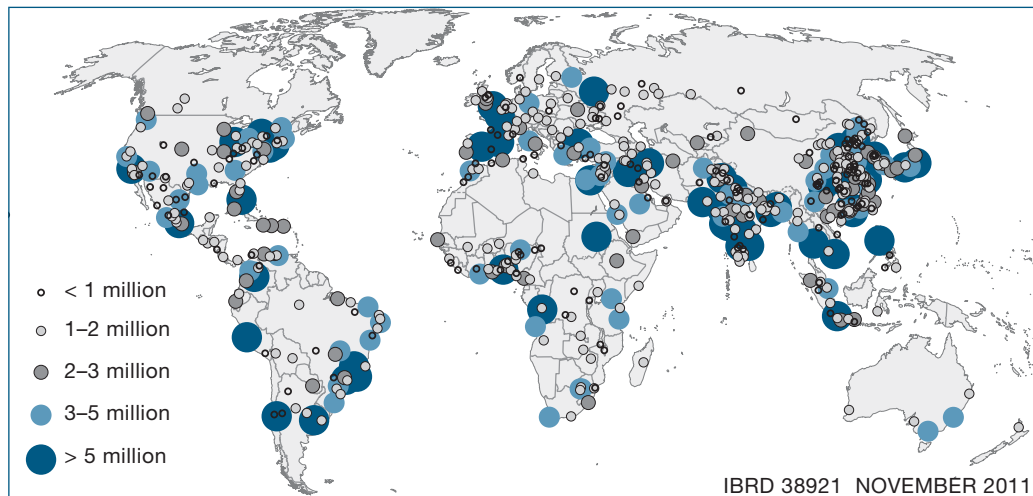 < 1 million
1–2 million
2–3 million
3–5 million
> 5 million
IBRD 38921 NOVEMBER 2011